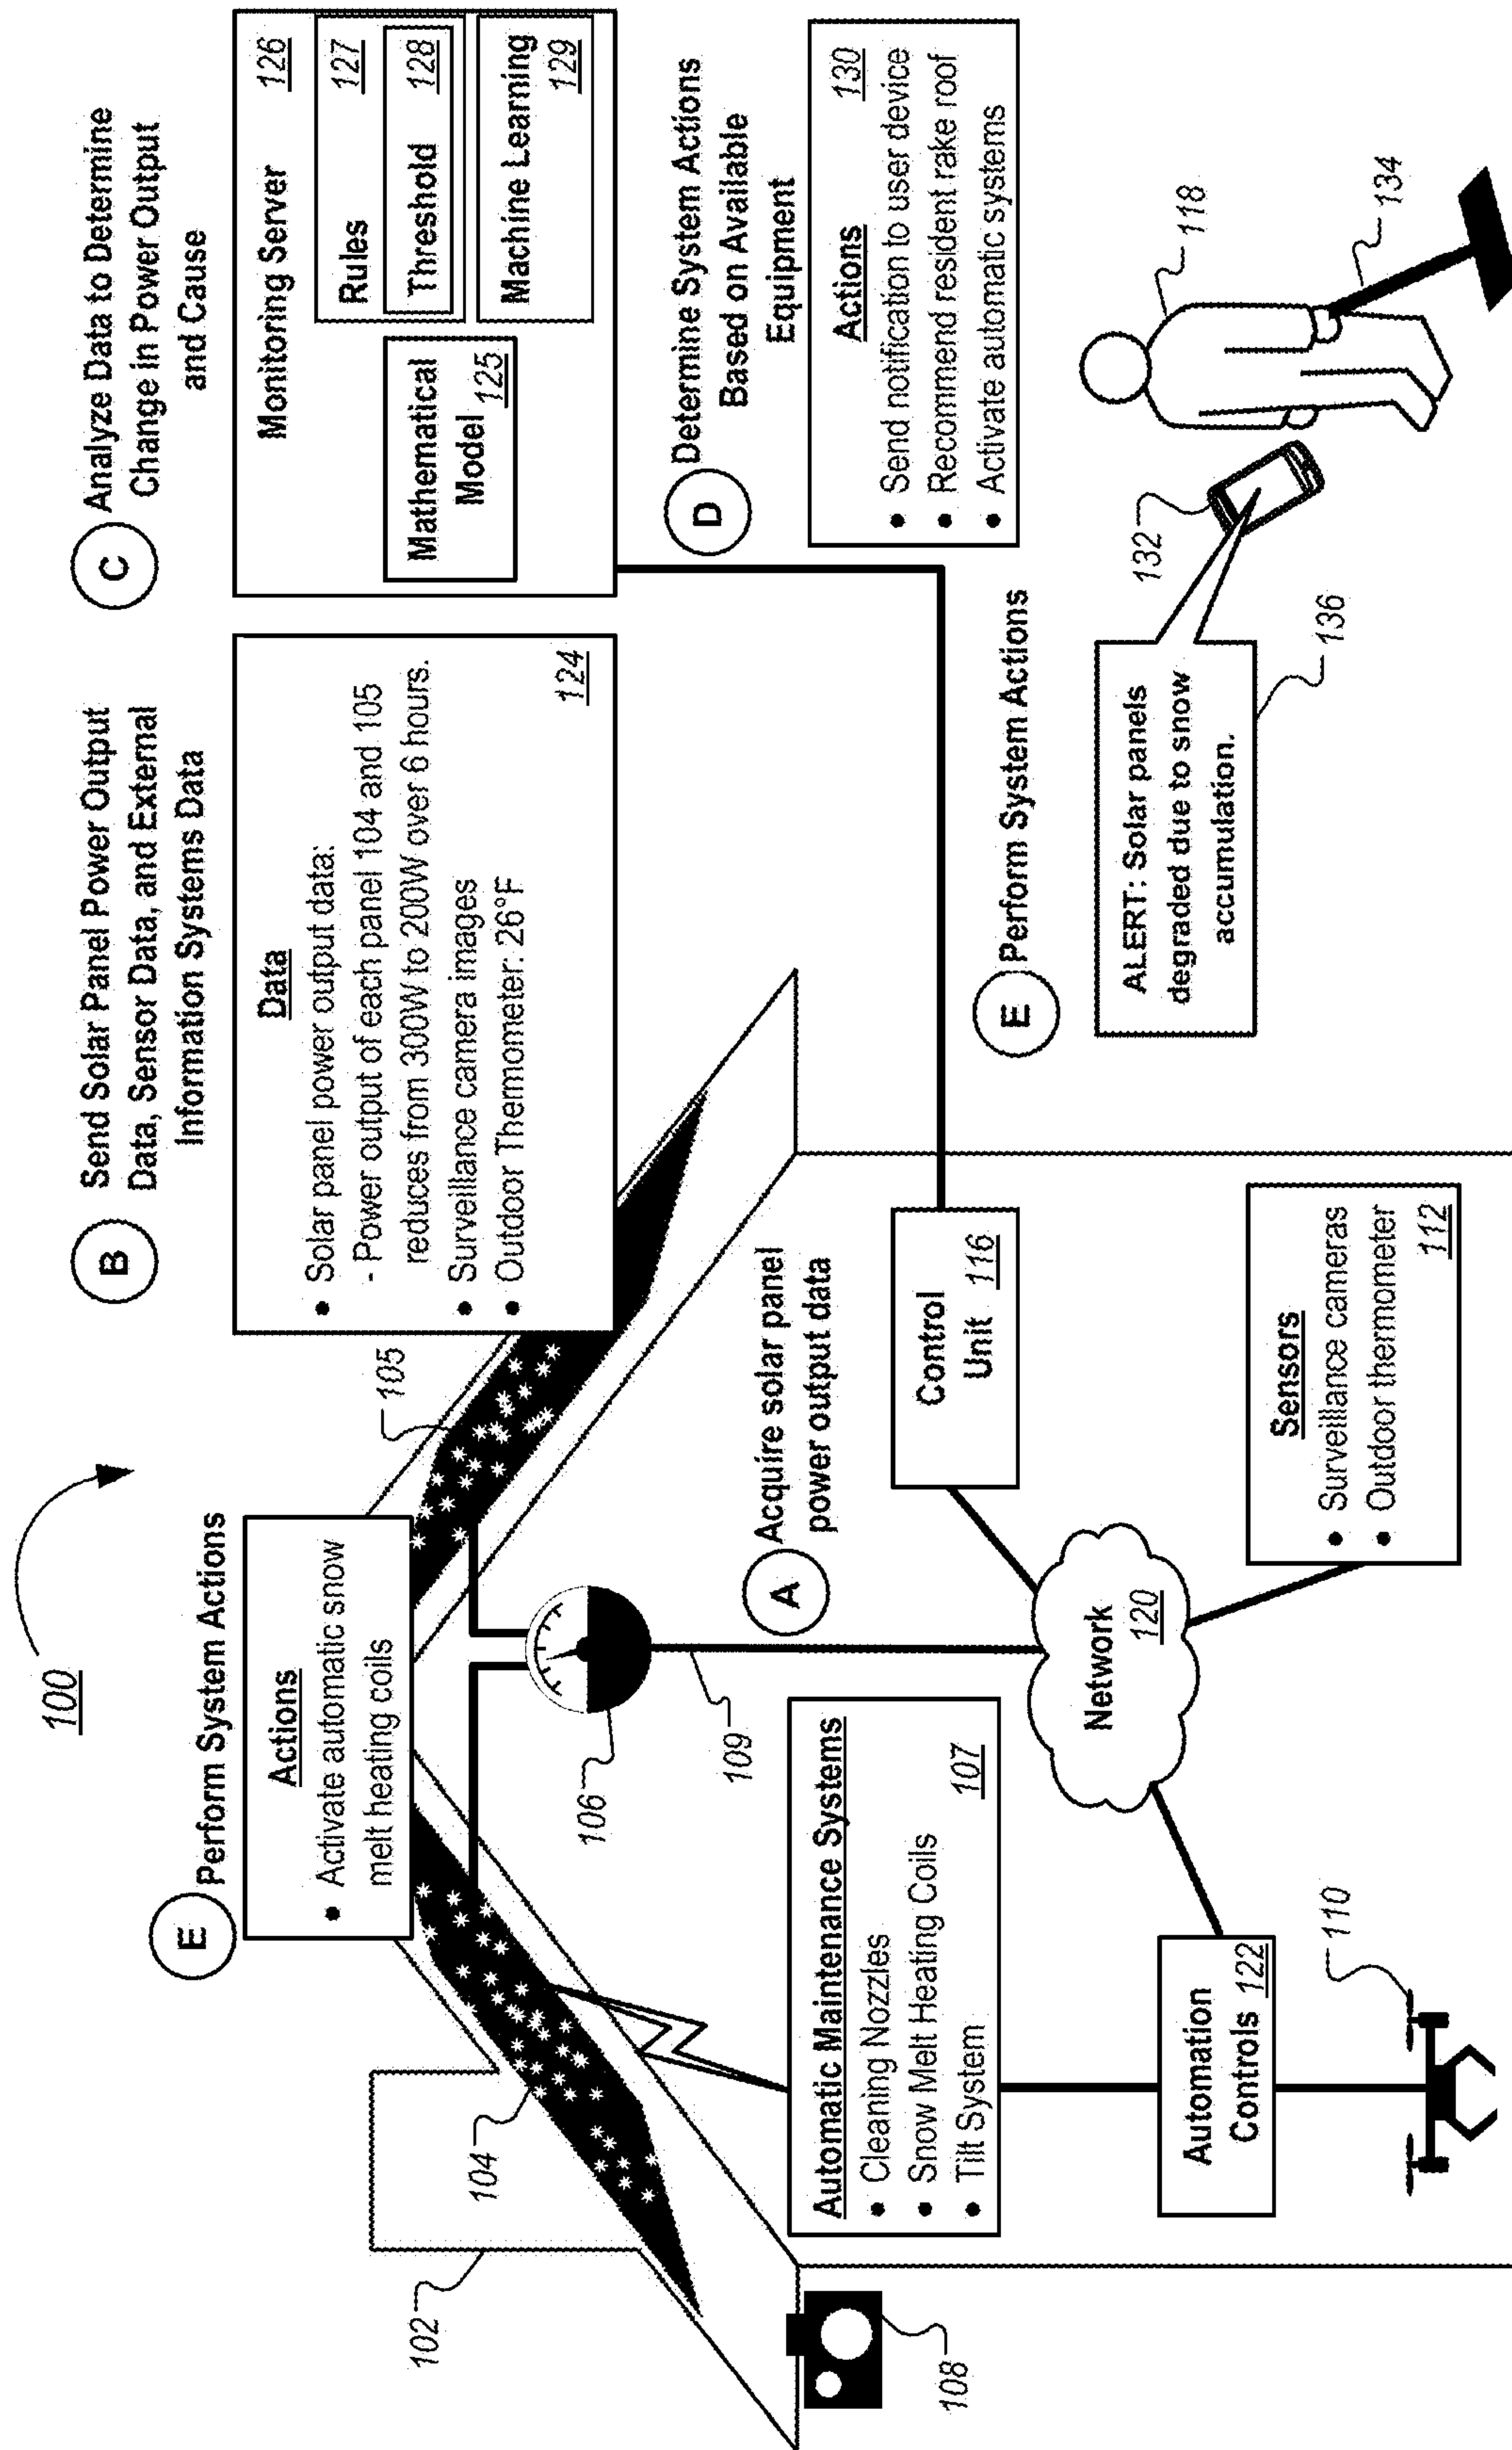 100
E
Perform System Actions
Actions
• Activate automatic snow
melt heating coils
B
Send Solar Panel Power Output
Data, Sensor Data, and External
Information Systems Data
Data
• Solar panel power output data:
- Power output of each panel 104 and 105
reduces from 300W to 200W over 6 hours.
• Surveillance camera images
• Outdoor Thermometer: 26°F
124
C
Analyze Data to Determine
Change in Power Output
and Cause
Monitoring Server
126
Mathematical
Model 125
Rules 127
Threshold 128
Machine Learning
129
102
104
105
106
109
108
A
Acquire solar panel
power output data
Automatic Maintenance Systems
• Cleaning Nozzles
• Snow Melt Heating Coils
• Tilt System
107
Control
Unit 116
Network
120
Automation
Controls 122
110
Sensors
• Surveillance cameras
• Outdoor thermometer
112
D
Determine System Actions
Based on Available
Equipment
Actions 130
• Send notification to user device
• Recommend resident rake roof
• Activate automatic systems
E
Perform System Actions
ALERT: Solar panels
degraded due to snow
accumulation.
136
132
118
134